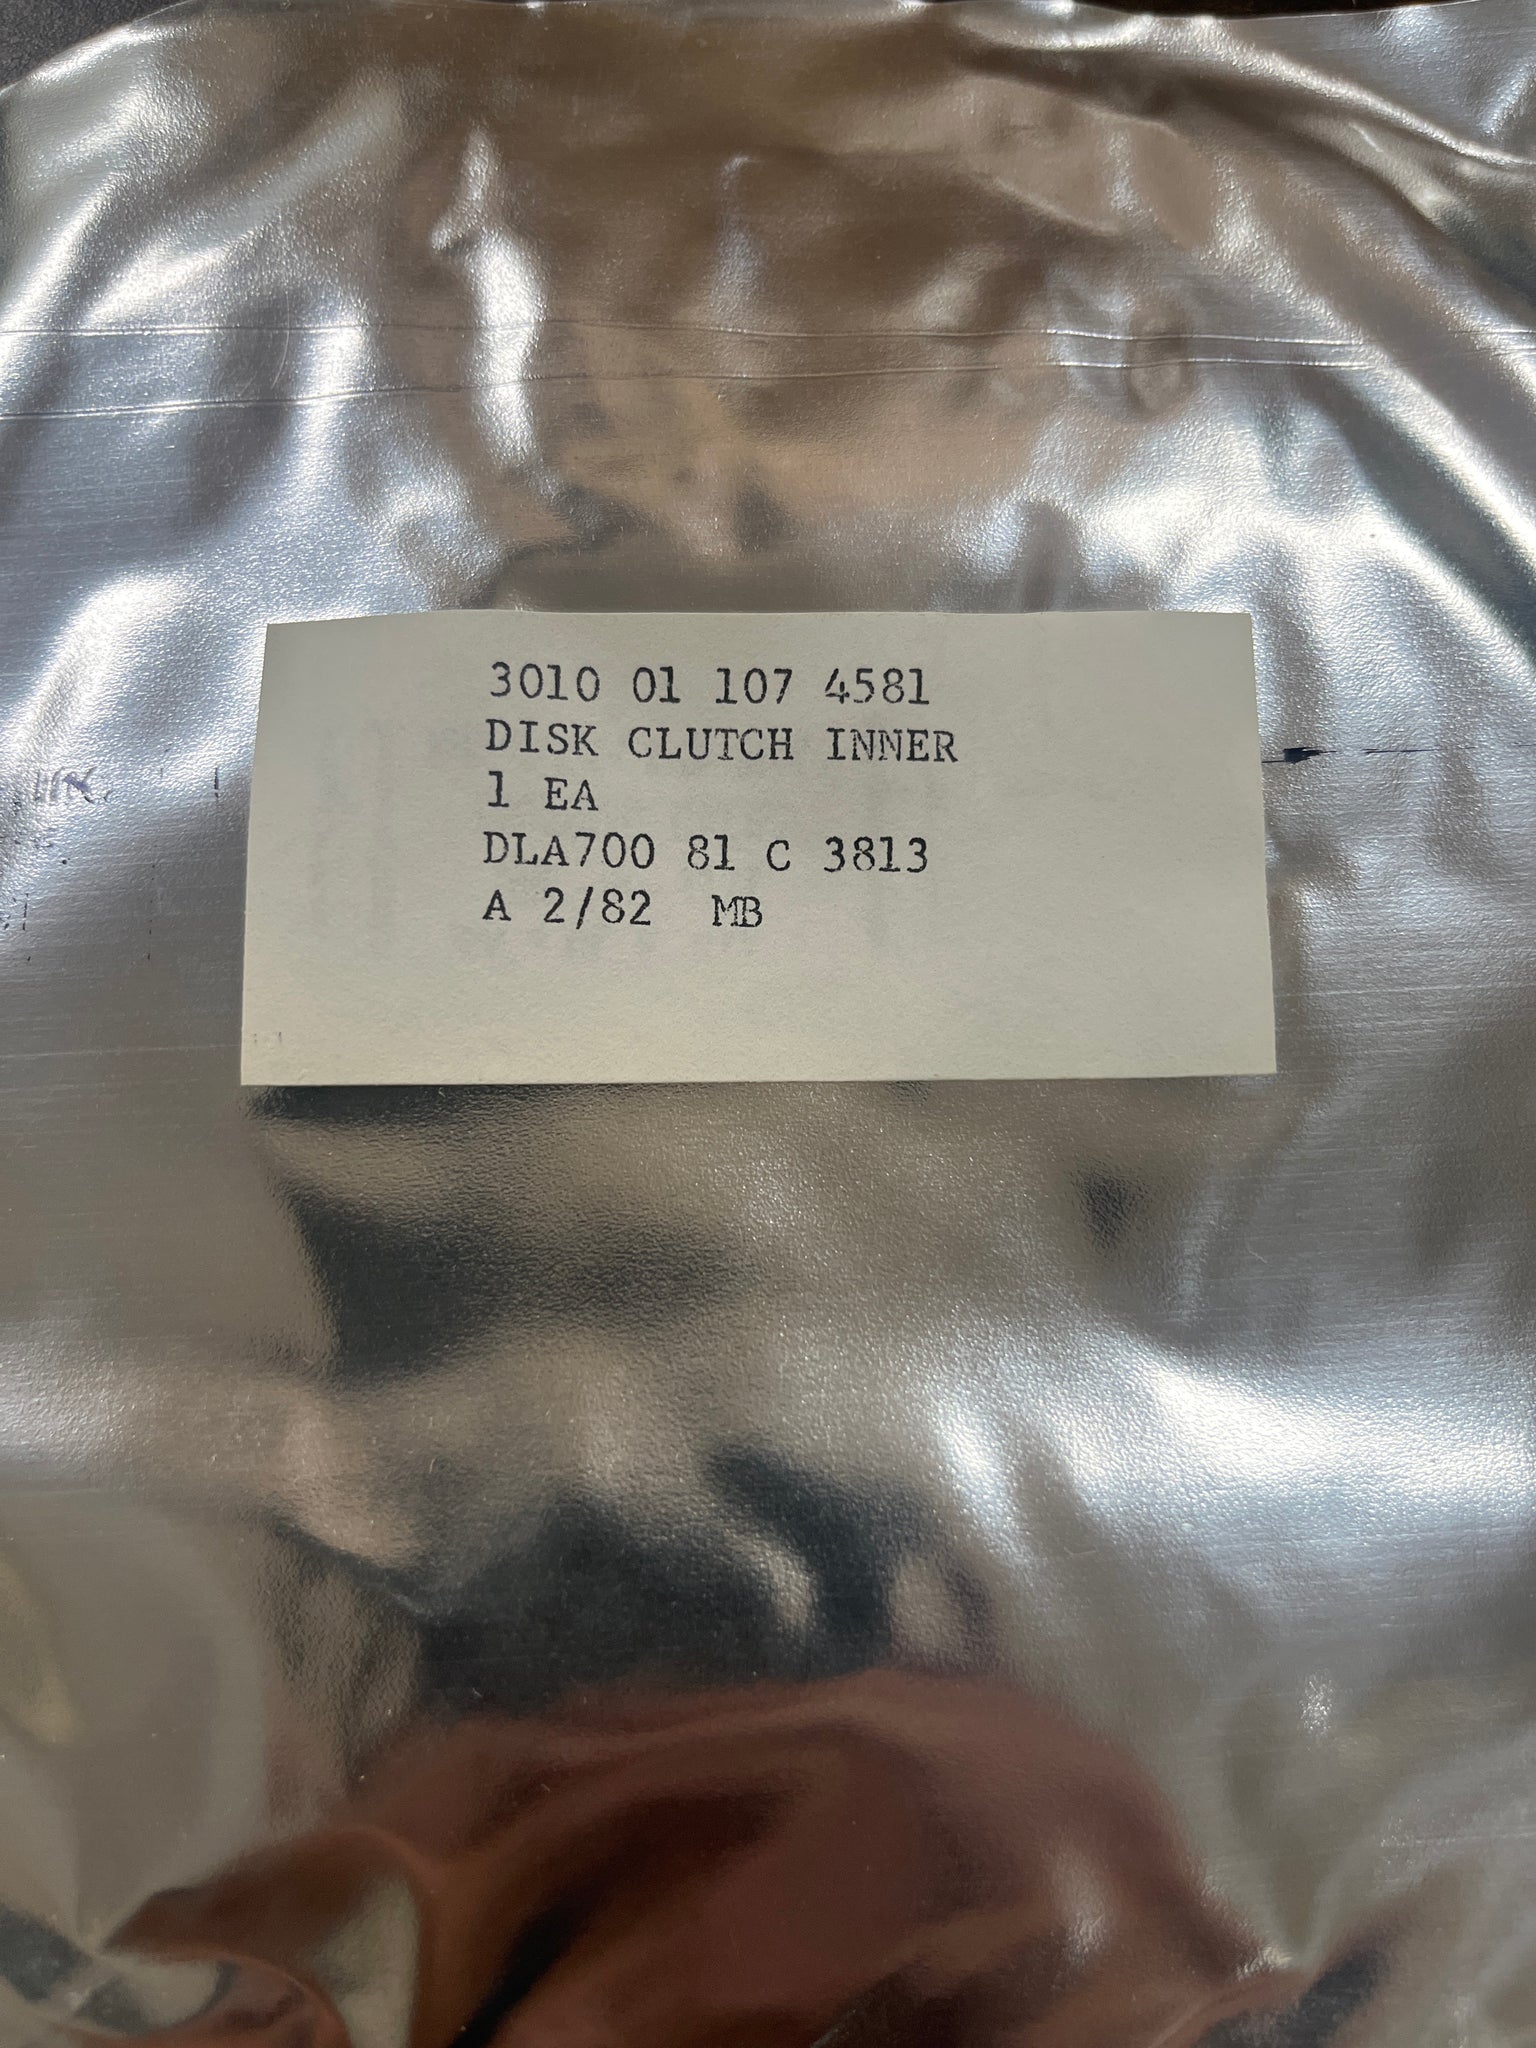 3010 01 107 4581
DISK CLUTCH INNER
1 EA
DLA700 81 C 3813
A 2/82 MB